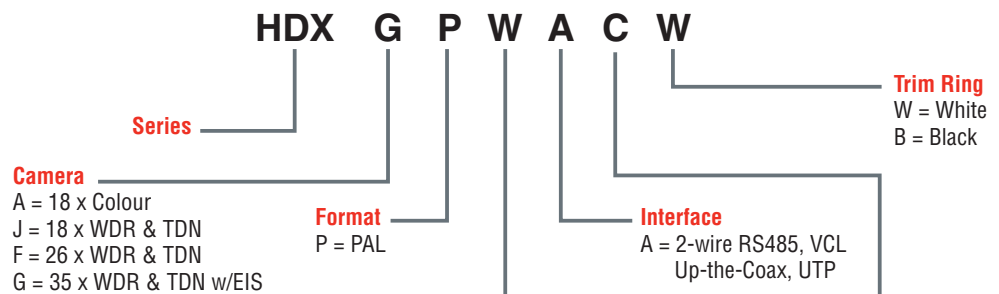 HDX G P W A C W
Trim Ring
W = White
B = Black
Series
Camera
A = 18 x Colour
J = 18 x WDR & TDN
F = 26 x WDR & TDN
G = 35 x WDR & TDN w/EIS
Format
P = PAL
Interface
A = 2-wire RS485, VCL
Up-the-Coax, UTP